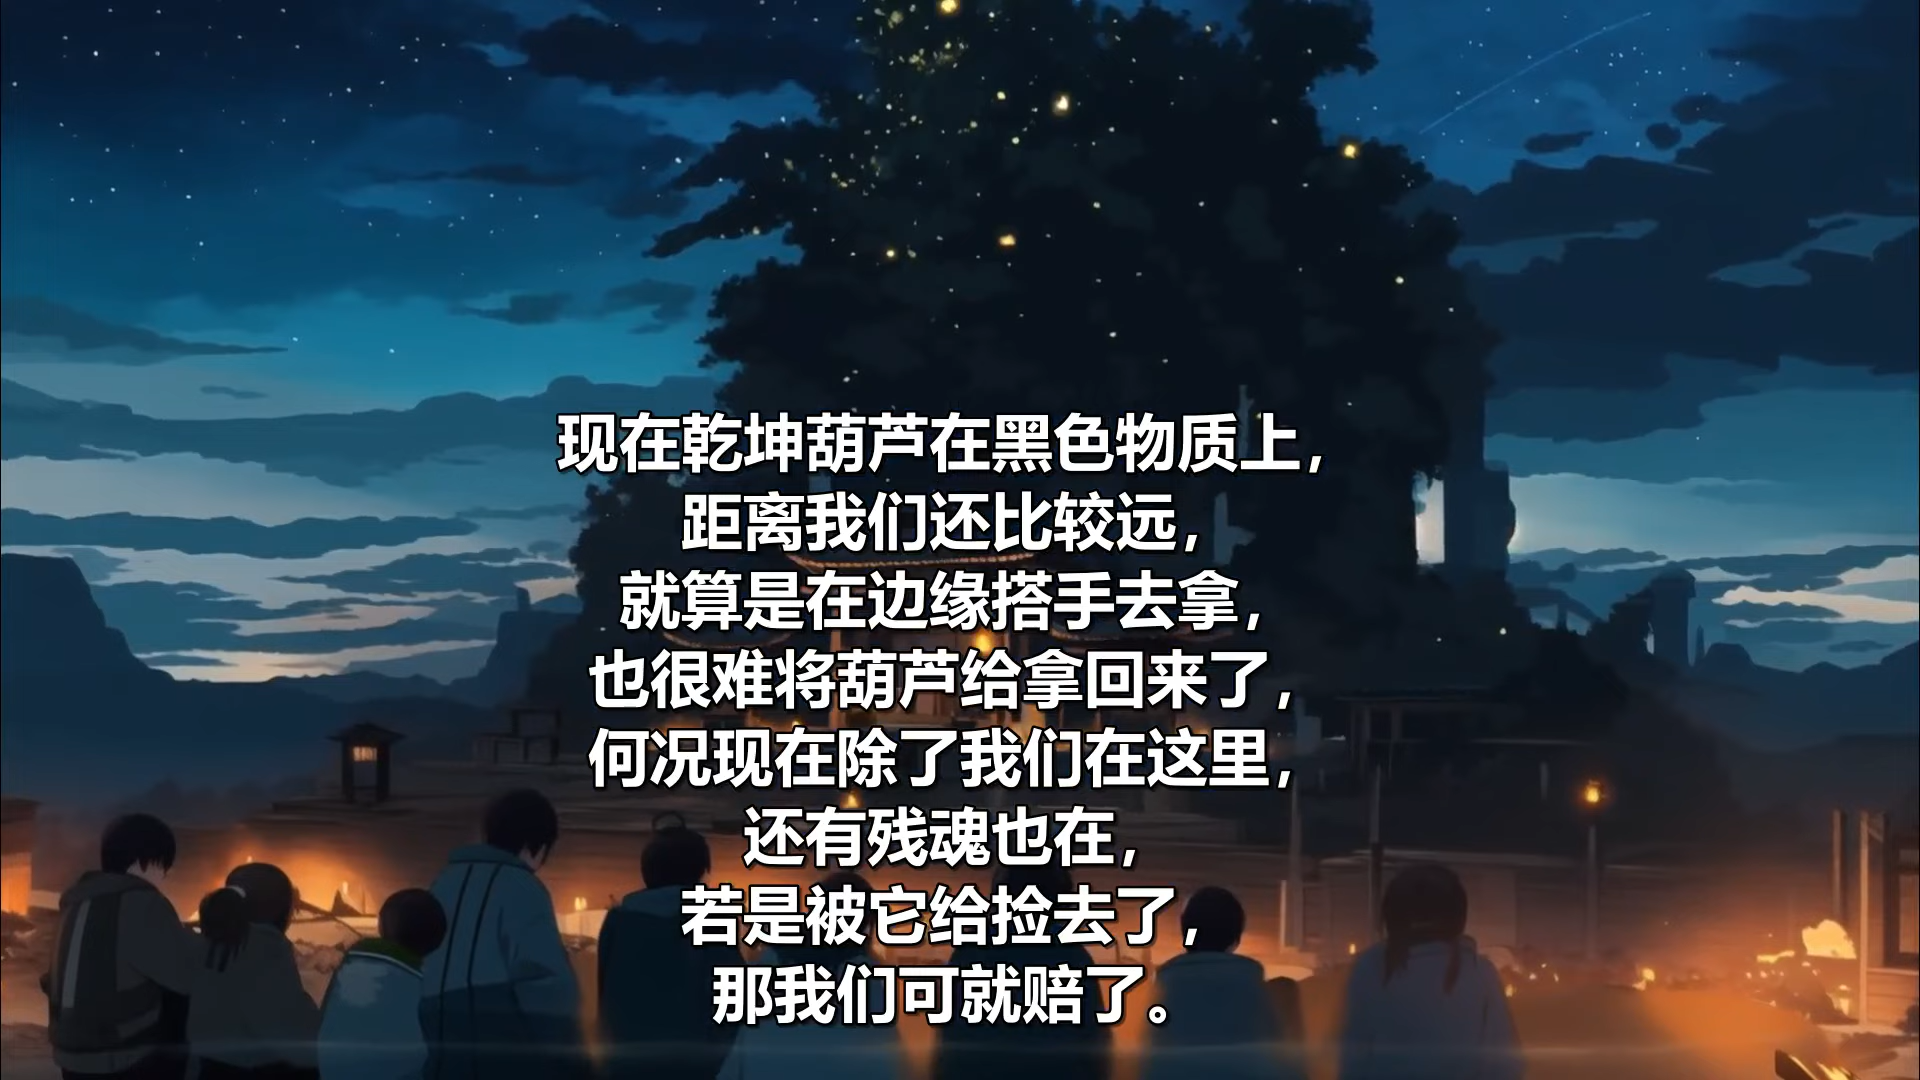 现在乾坤葫芦在黑色物质上，
距离我们还比较远，
就算是在边缘搭手去拿，
也很难将葫芦给拿回来了，
何况现在除了我们在这里，
还有残魂也在，
若是被它给捡去了，
那我们可就赔了。